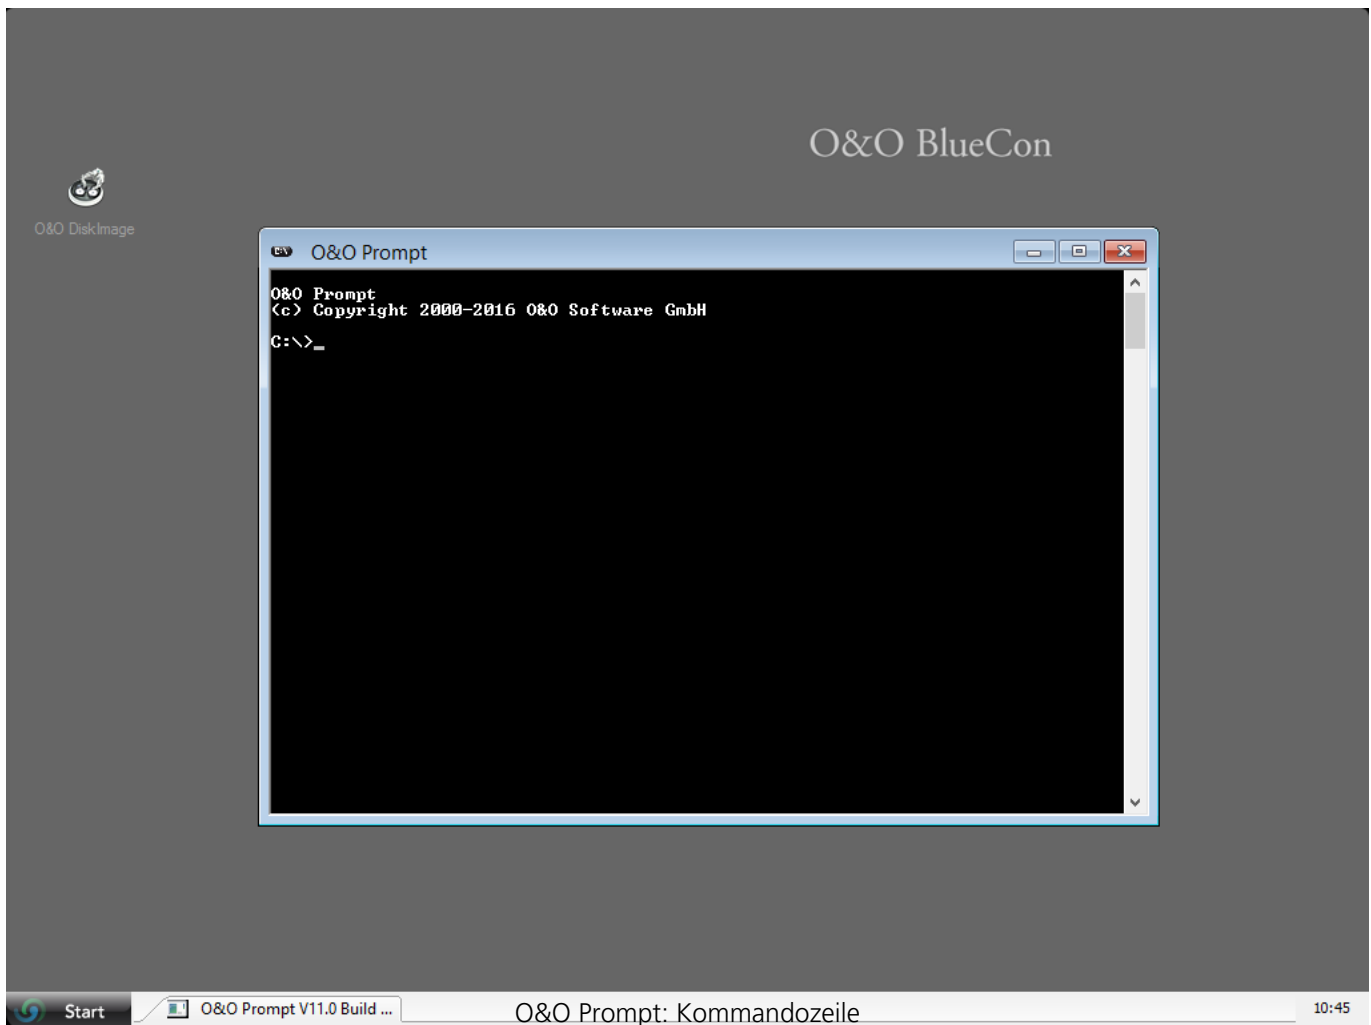 O&O BlueCon
O&O DiskImage
O&O Prompt
O&O Prompt
(c) Copyright 2000-2016 O&O Software GmbH
C:\>_
Start
O&O Prompt V11.0 Build ...
O&O Prompt: Kommandozeile
10:45